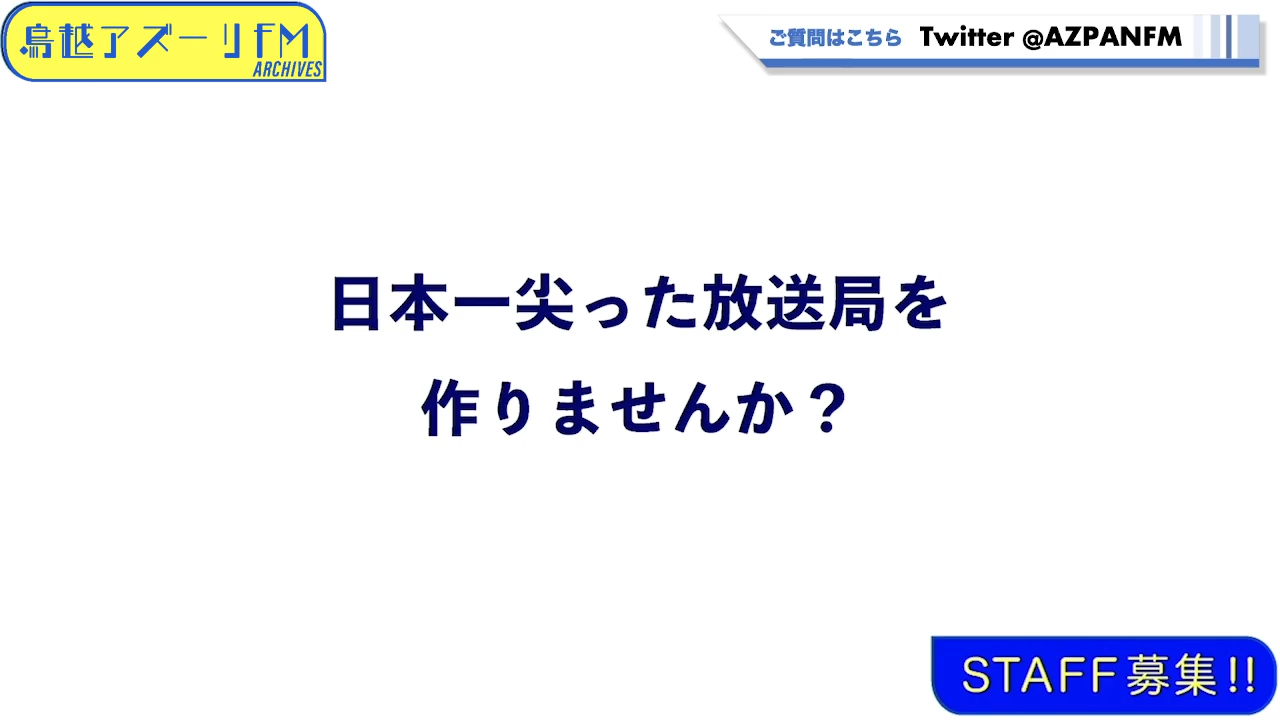 鳥越アズーリFM
ARCHIVES
ご質問はこちら Twitter @AZPANFM
日本一尖った放送局を
作りませんか？
STAFF募集!!